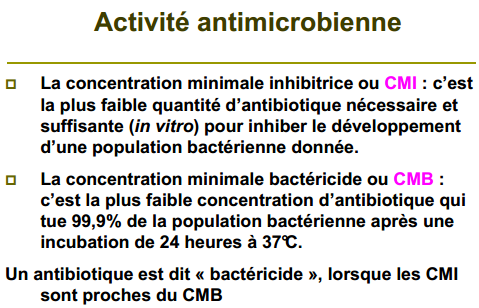 Activité antimicrobienne
La concentration minimale inhibitrice ou CMI : c’est
la plus faible quantité d’antibiotique nécessaire et
suffisante (in vitro) pour inhiber le développement
d’une population bactérienne donnée.
La concentration minimale bactéricide ou CMB :
c’est la plus faible concentration d’antibiotique qui
tue 99,9% de la population bactérienne après une
incubation de 24 heures à 37°C.
Un antibiotique est dit « bactéricide », lorsque les CMI
sont proches du CMB